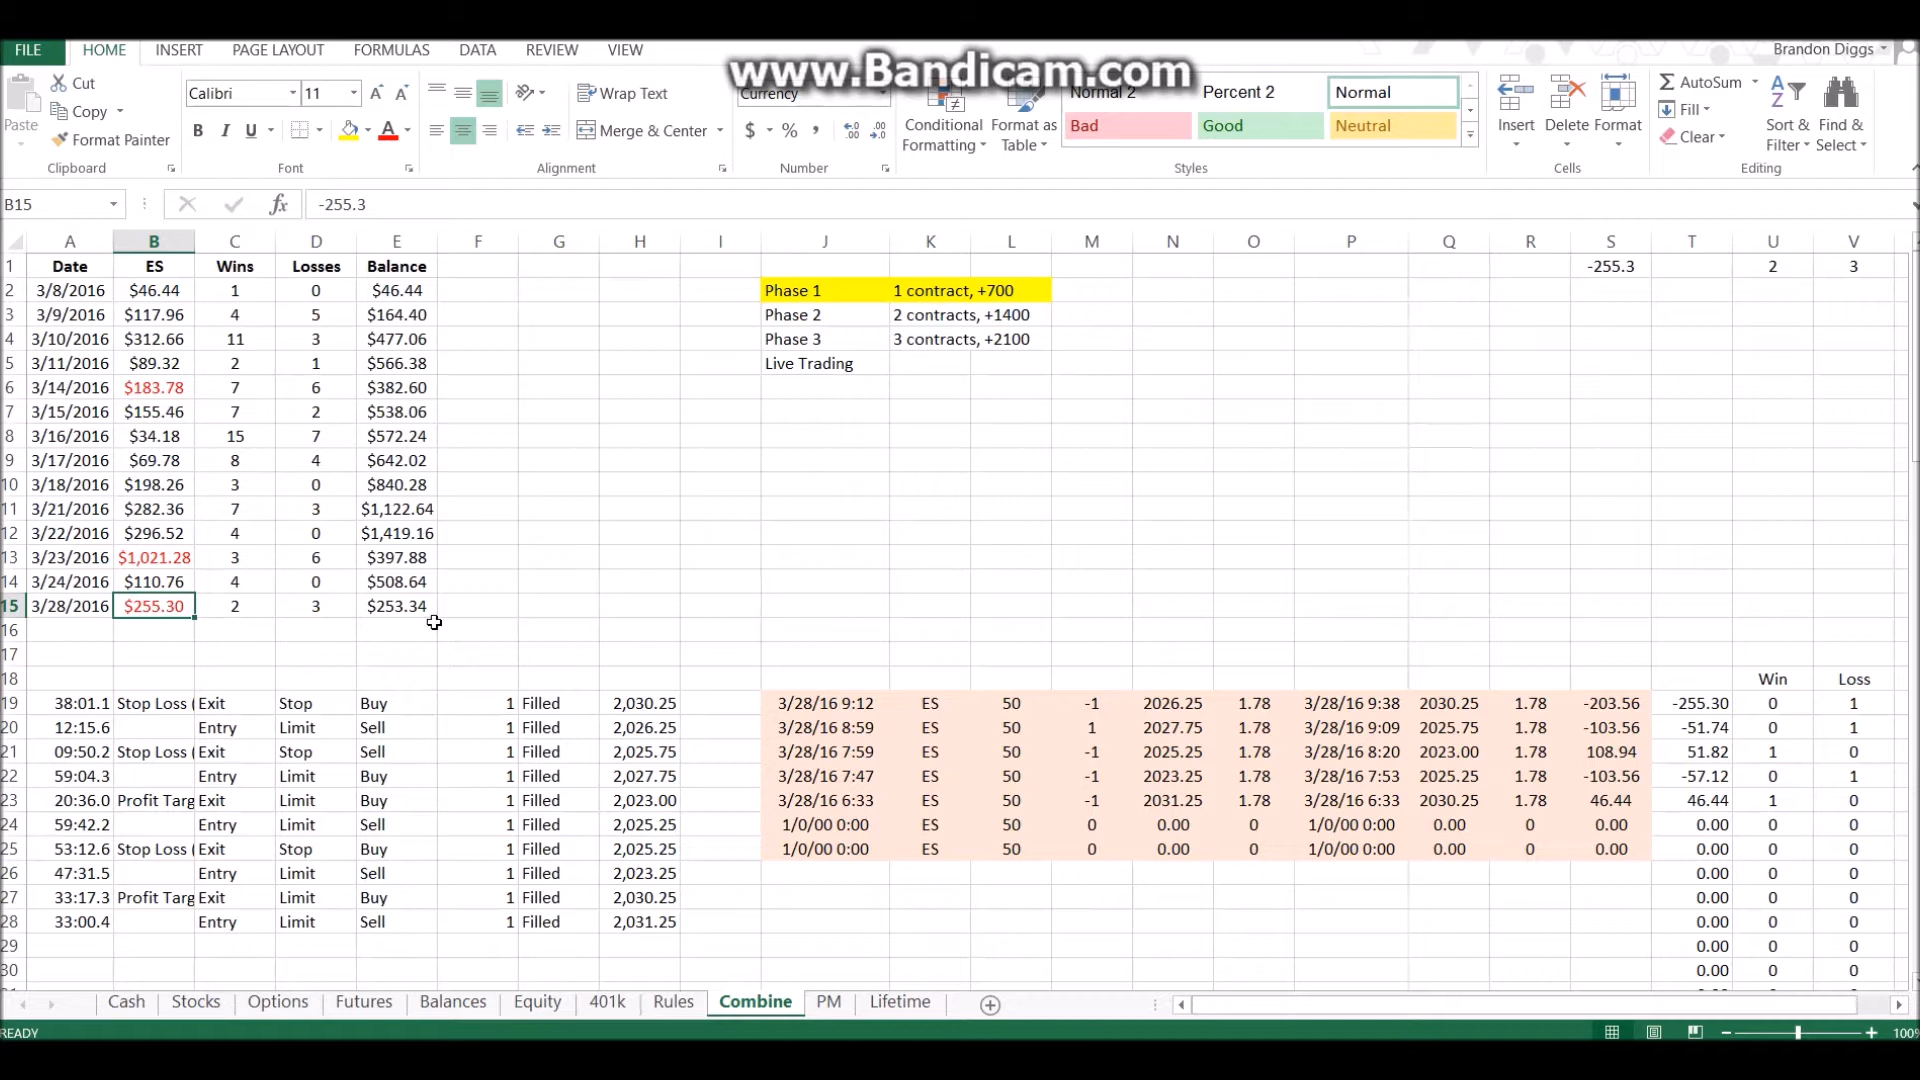 www.Bandicam.com
FILE HOME INSERT PAGE LAYOUT FORMULAS DATA REVIEW VIEW Brandon Diggs
Paste Cut Copy Format Painter Clipboard
Calibri 11 B I U Font
Wrap Text Merge & Center Alignment
Currency $ % Number
Conditional Formatting Format as Table
Normal 2 Percent 2 Normal
Bad Good Neutral
Styles
Insert Delete Format Cells
AutoSum Fill Clear Sort & Filter Find & Select Editing
B15 fx -255.3
A B C D E F G H I J K L M N O P Q R S T U V
1 Date ES Wins Losses Balance -255.3 2 3
2 3/8/2016 $46.44 1 0 $46.44 Phase 1 1 contract, +700
3 3/9/2016 $117.96 4 5 $164.40 Phase 2 2 contracts, +1400
4 3/10/2016 $312.66 11 3 $477.06 Phase 3 3 contracts, +2100
5 3/11/2016 $89.32 2 1 $566.38 Live Trading
6 3/14/2016 $183.78 7 6 $382.60
7 3/15/2016 $155.46 7 2 $538.06
8 3/16/2016 $34.18 15 7 $572.24
9 3/17/2016 $69.78 8 4 $642.02
10 3/18/2016 $198.26 3 0 $840.28
11 3/21/2016 $282.36 7 3 $1,122.64
12 3/22/2016 $296.52 4 0 $1,419.16
13 3/23/2016 $1,021.28 3 6 $397.88
14 3/24/2016 $110.76 4 0 $508.64
15 3/28/2016 $255.30 2 3 $253.34
16
17
18 Win Loss
19 38:01.1 Stop Loss ( Exit Stop Buy 1 Filled 2,030.25 3/28/16 9:12 ES 50 -1 2026.25 1.78 3/28/16 9:38 2030.25 1.78 -203.56 -255.30 0 1
20 12:15.6 Entry Limit Sell 1 Filled 2,026.25 3/28/16 8:59 ES 50 1 2027.75 1.78 3/28/16 9:09 2025.75 1.78 -103.56 -51.74 0 1
21 09:50.2 Stop Loss ( Exit Stop Sell 1 Filled 2,025.75 3/28/16 7:59 ES 50 -1 2025.25 1.78 3/28/16 8:20 2023.00 1.78 108.94 51.82 1 0
22 59:04.3 Entry Limit Buy 1 Filled 2,027.75 3/28/16 7:47 ES 50 -1 2023.25 1.78 3/28/16 7:53 2025.25 1.78 -103.56 -57.12 0 1
23 20:36.0 Profit Targ Exit Limit Buy 1 Filled 2,023.00 3/28/16 6:33 ES 50 -1 2031.25 1.78 3/28/16 6:33 2030.25 1.78 46.44 46.44 1 0
24 59:42.2 Entry Limit Sell 1 Filled 2,025.25 1/0/00 0:00 ES 50 0 0.00 0 1/0/00 0:00 0.00 0 0.00 0.00 0 0
25 53:12.6 Stop Loss ( Exit Stop Buy 1 Filled 2,025.25 1/0/00 0:00 ES 50 0 0.00 0 1/0/00 0:00 0.00 0 0.00 0.00 0 0
26 47:31.5 Entry Limit Sell 1 Filled 2,023.25 0.00 0 0
27 33:17.3 Profit Targ Exit Limit Buy 1 Filled 2,030.25 0.00 0 0
28 33:00.4 Entry Limit Sell 1 Filled 2,031.25 0.00 0 0
29 0.00 0 0
30 0.00 0 0
Cash Stocks Options Futures Balances Equity 401k Rules Combine PM Lifetime
READY 100%